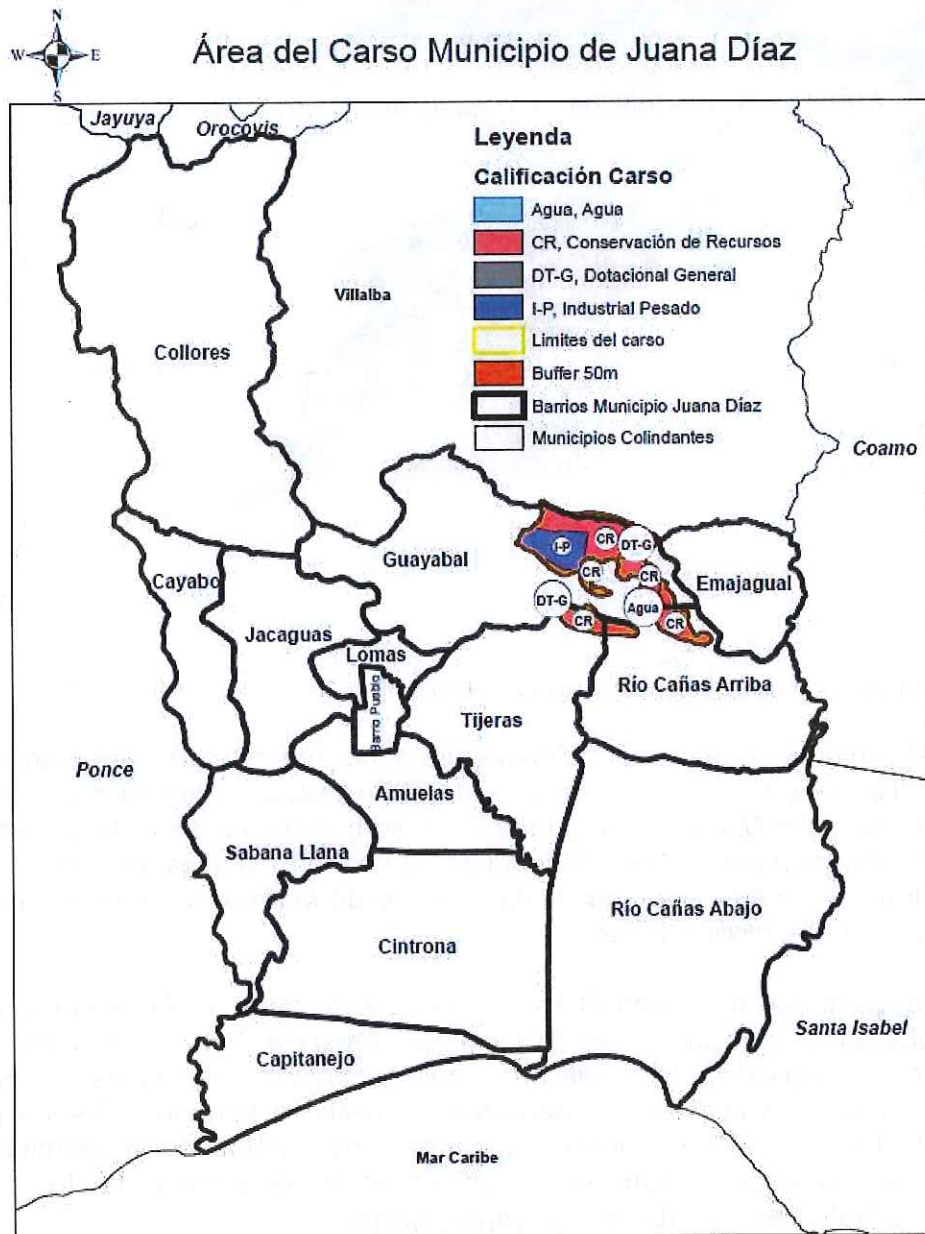 N
W E
S
Área del Carso Municipio de Juana Díaz
Jayuya
Orocovis
Leyenda
Calificación Carso
Agua, Agua
CR, Conservación de Recursos
DT-G, Dotacional General
I-P, Industrial Pesado
Limites del carso
Buffer 50m
Barrios Municipio Juana Díaz
Municipios Colindantes
Villalba
Collores
Coamo
Guayabal
I-P
CR
DT-G
CR
CR
Emajagual
Cayabo
DT-G
Agua
CR
CR
Jacaguas
Lomas
Barrio Pueblo
Río Cañas Arriba
Tijeras
Ponce
Amuelas
Sabana Llana
Río Cañas Abajo
Cintrona
Santa Isabel
Capitanejo
Mar Caribe